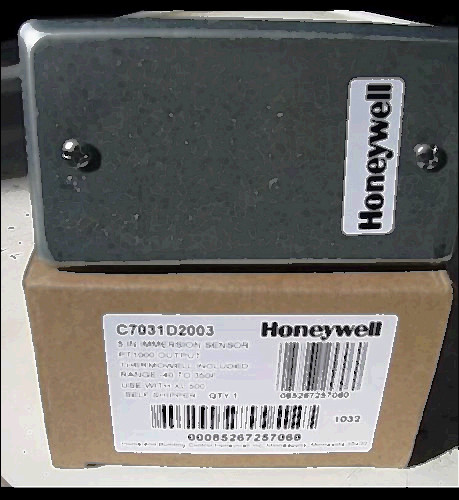 Honeywell
C7031D2003
Honeywell
5 IN IMMERSION SENSOR
PT1000 OUTPUT
THERMOWELL INCLUDED
RANGE -40 TO 350F
USE WITH XL 500
SELF SHIPPER QTY 1
085267257060
1032
00085267257060